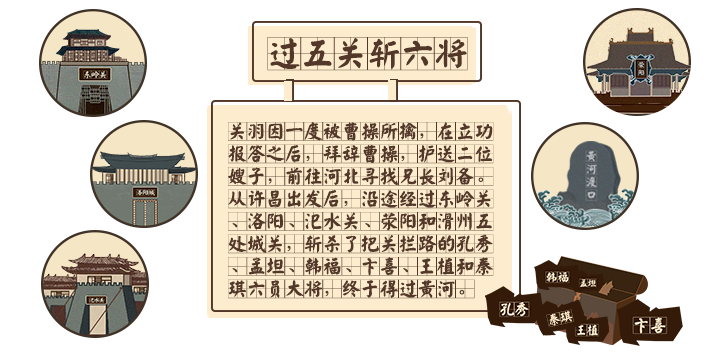 过五关斩六将
关羽因一度被曹操所擒，在立功
报答之后，拜辞曹操，护送二位
嫂子，前往河北寻找兄长刘备。
从许昌出发后，沿途经过东岭关
、洛阳、汜水关、荥阳和滑州五
处城关，斩杀了把关拦路的孔秀
、孟坦、韩福、卞喜、王植和秦
琪六员大将，终于得过黄河。
东岭关
洛阳城
汜水关
荥阳
黄河渡口
韩福
孟坦
孔秀
秦琪
王植
卞喜